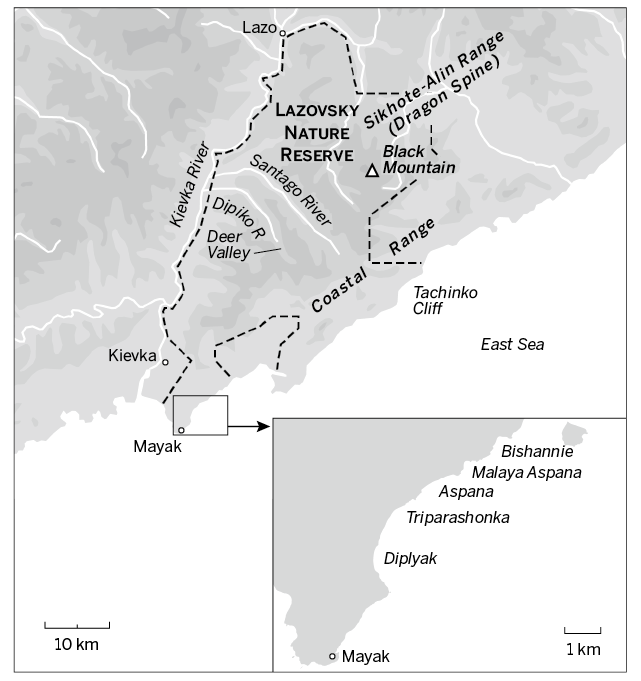 Lazo
Sikhote-Alin Range
(Dragon Spine)
LAZOVSKY
NATURE
RESERVE
Black
Mountain
Kievka River
Santago River
Dipiko R
Deer
Valley
Coastal Range
Tachinko
Cliff
East Sea
Kievka
Mayak
Bishannie
Malaya Aspana
Aspana
Triparashonka
Diplyak
10 km
1 km
Mayak